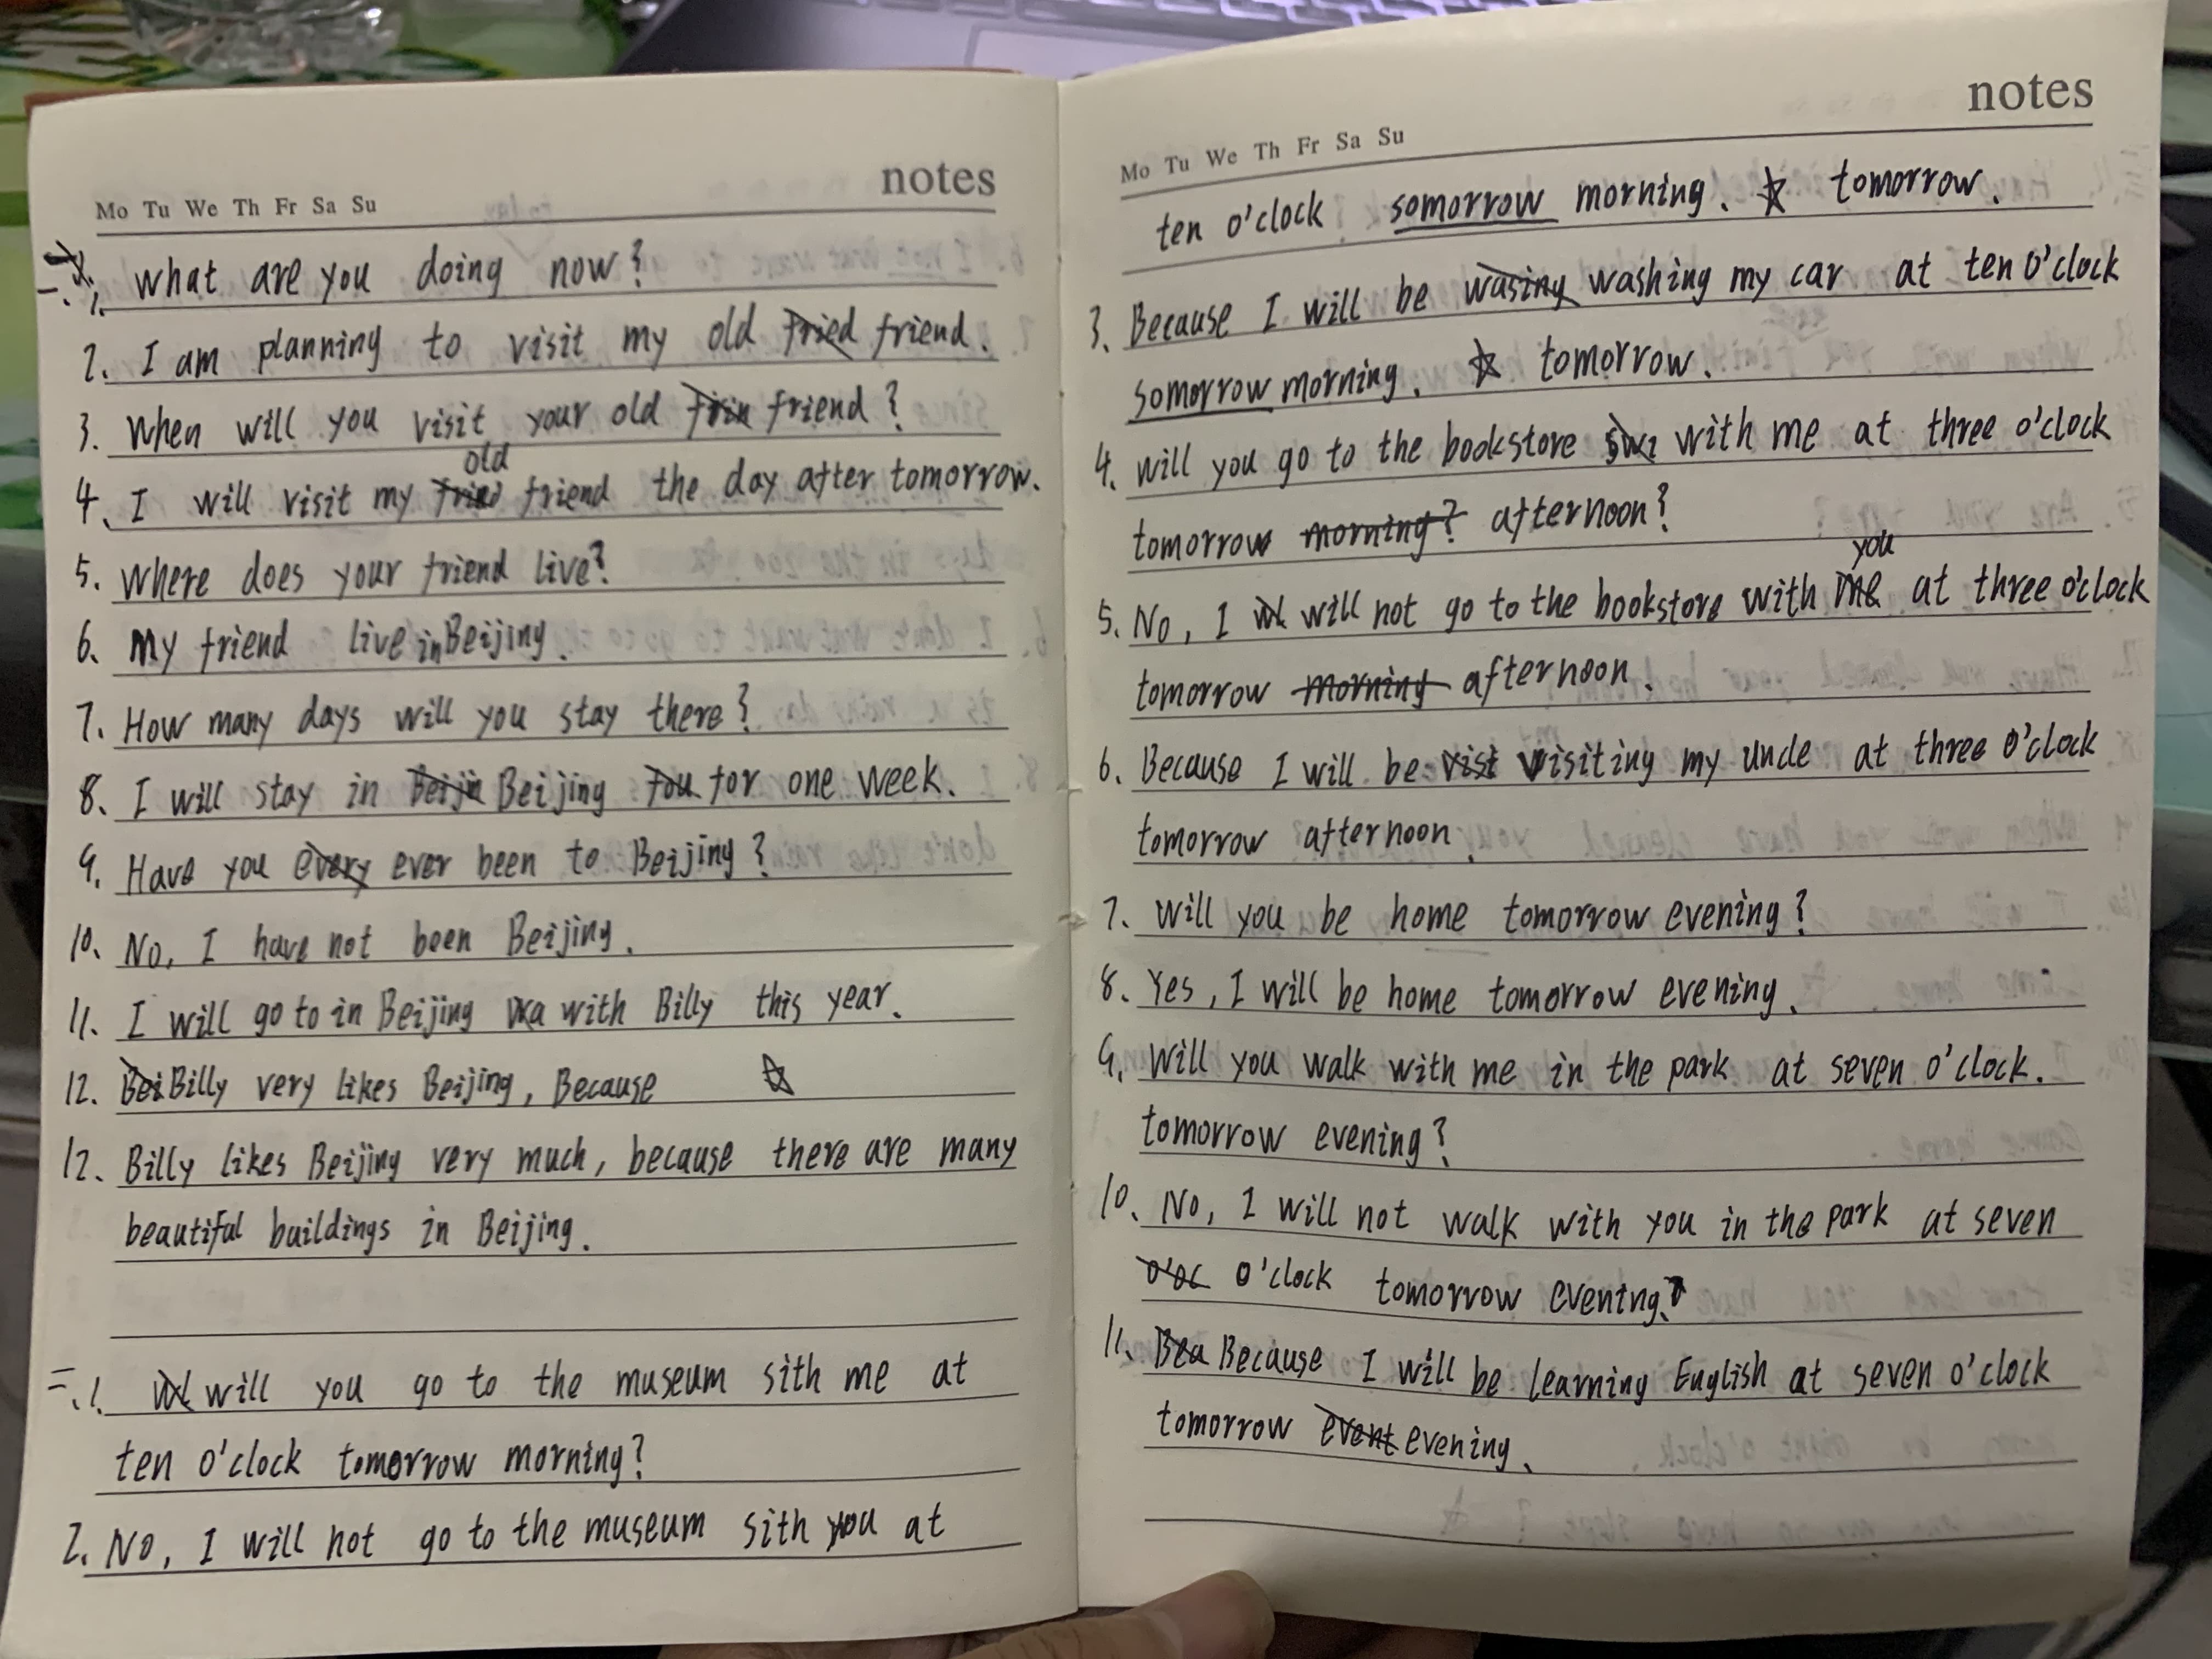 notes
Mo Tu We Th Fr Sa Su
一. 1. What are you doing now?
2. I am planning to visit my old fried friend.
3. When will you visit your old frin friend?
old
4. I will visit my fried friend the day after tomorrow.
5. Where does your friend live?
6. My friend live in Beijing.
7. How many days will you stay there?
8. I will stay in Beijin Beijing fou for one week.
9. Have you every ever been to Beijing?
10. No, I have not been Beijing.
11. I will go to in Beijing wa with Billy this year.
12. Bei Billy very likes Beijing, Because ☆
12. Billy likes Beijing very much, because there are many
beautiful buildings in Beijing.
二. 1. Wl will you go to the museum sith me at
ten o'clock tomorrow morning?
2. No, I will not go to the museum sith you at
notes
Mo Tu We Th Fr Sa Su
ten o'clock somorrow morning. ☆ tomorrow.
3. Because I will be wasing washing my car at ten o'clock
somorrow morning. ☆ tomorrow.
4. Will you go to the bookstore swi with me at three o'clock
tomorrow morning? afternoon?
you
5. No, I wl will not go to the bookstore with me at three o'clock
tomorrow morning afternoon.
6. Because I will be vist visiting my uncle at three o'clock
tomorrow afternoon.
7. Will you be home tomorrow evening?
8. Yes, I will be home tomorrow evening.
9. Will you walk with me in the park at seven o'clock.
tomorrow evening?
10. No, I will not walk with you in the park at seven
o'oc o'clock tomorrow evening.
11. Bea Because I will be learning English at seven o'clock
tomorrow event evening.